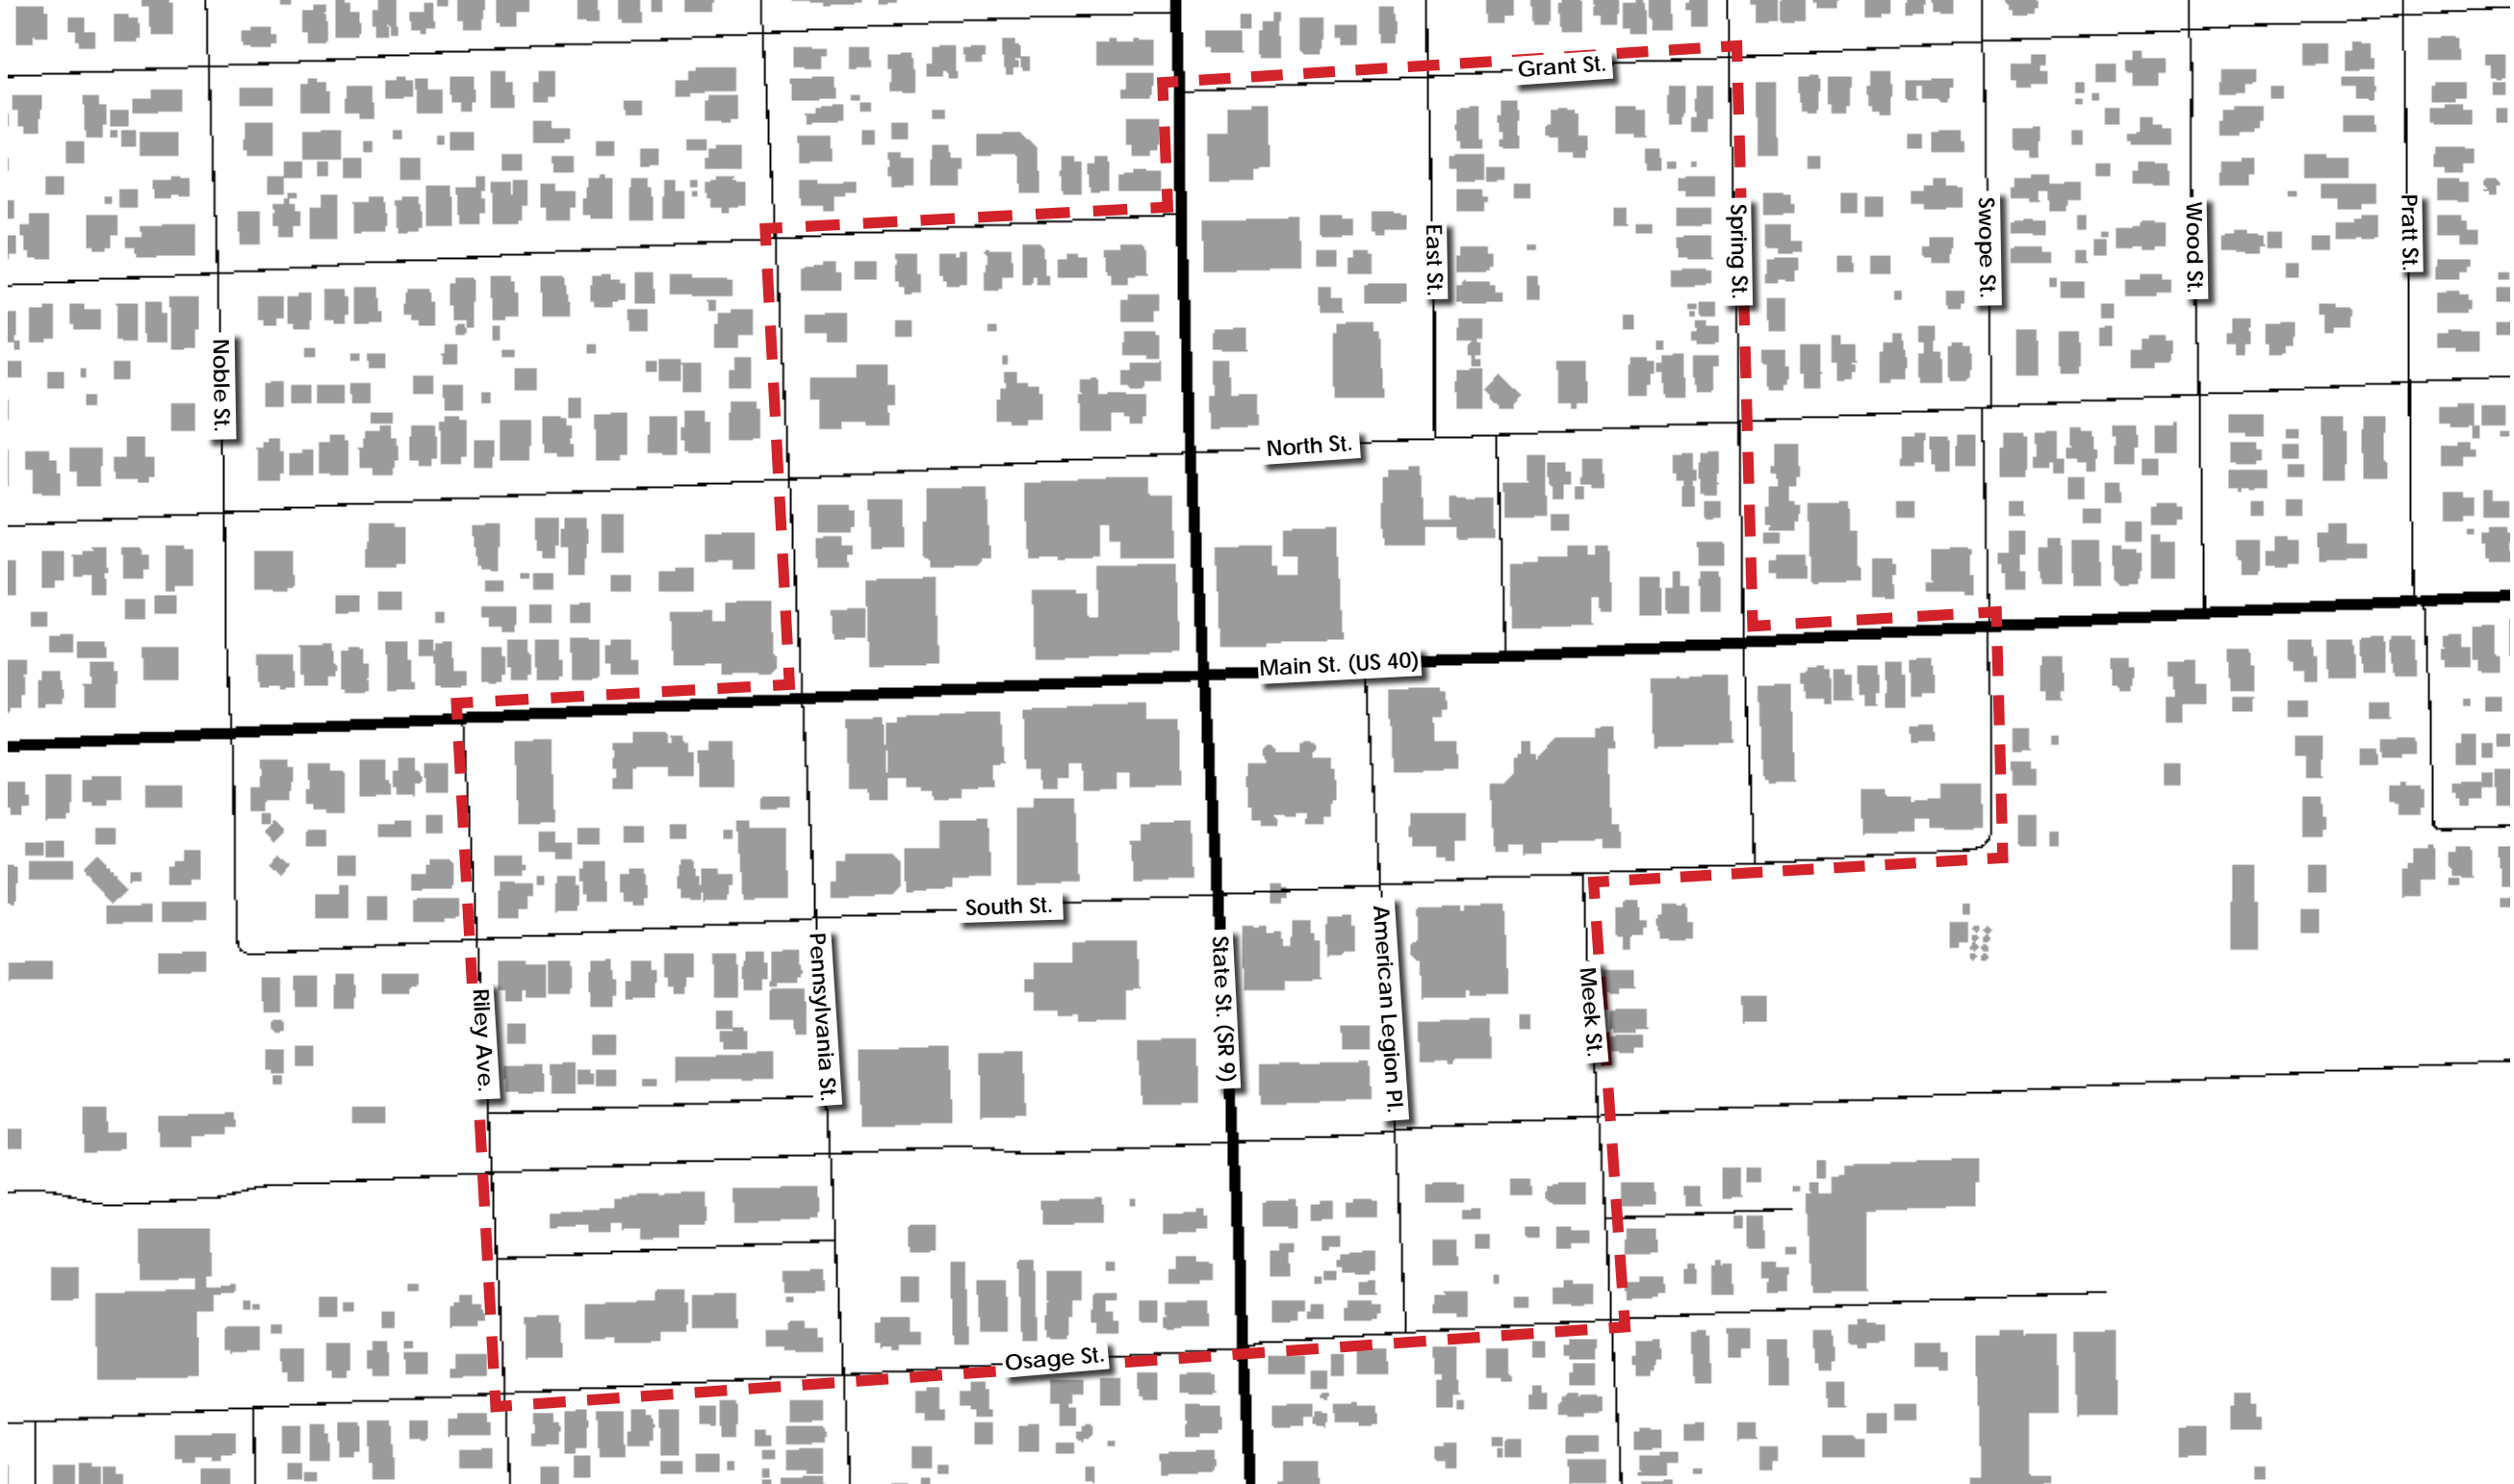 Grant St.
Noble St.
East St.
Spring St.
Swope St.
Wood St.
Pratt St.
North St.
Main St. (US 40)
South St.
Riley Ave.
Pennsylvania St.
State St. (SR 9)
American Legion Pl.
Meek St.
Osage St.